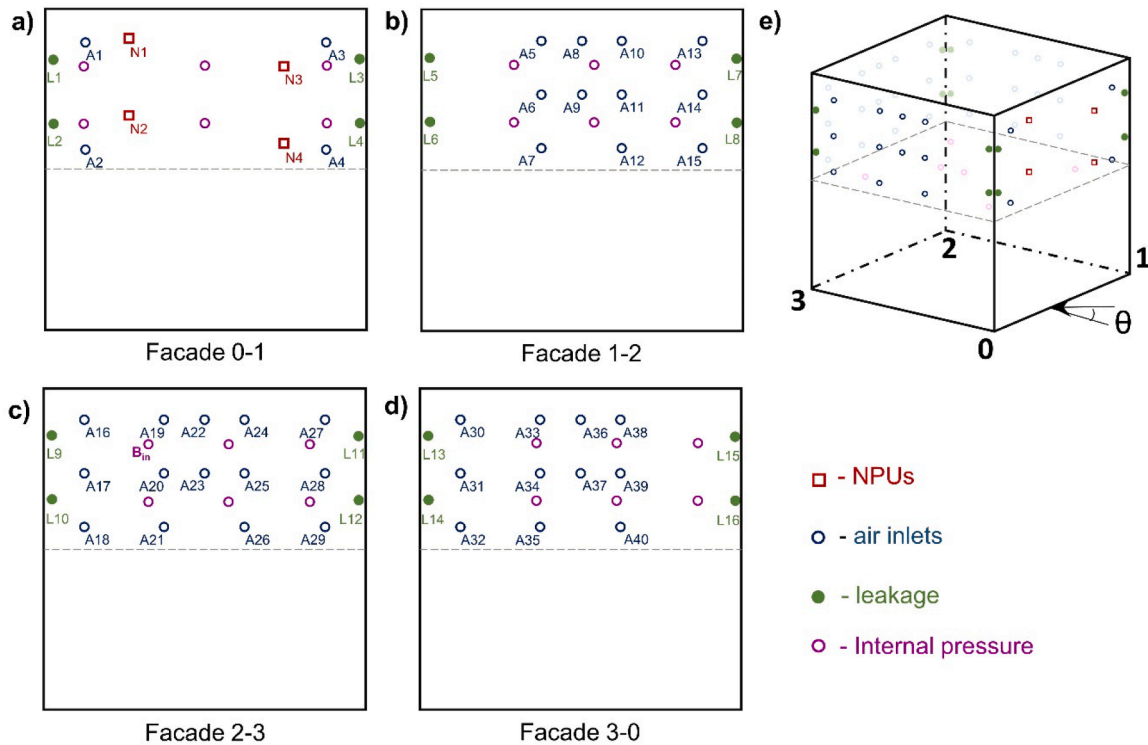 a)
A1
N1
A3
L1
N3
L3
L2
N2
L4
A2
N4
A4
Facade 0-1
b)
A5 A8 A10 A13
L5 L7
A6 A9 A11 A14
L6 L8
A7 A12 A15
Facade 1-2
e)
2
1
3
0
θ
c)
A16 A19 A22 A24 A27
L9 Bin L11
A17 A20 A23 A25 A28
L10 L12
A18 A21 A26 A29
Facade 2-3
d)
A30 A33 A36 A38
L13 L15
A31 A34 A37 A39
L14 L16
A32 A35 A40
Facade 3-0
- NPUs
- air inlets
- leakage
- Internal pressure